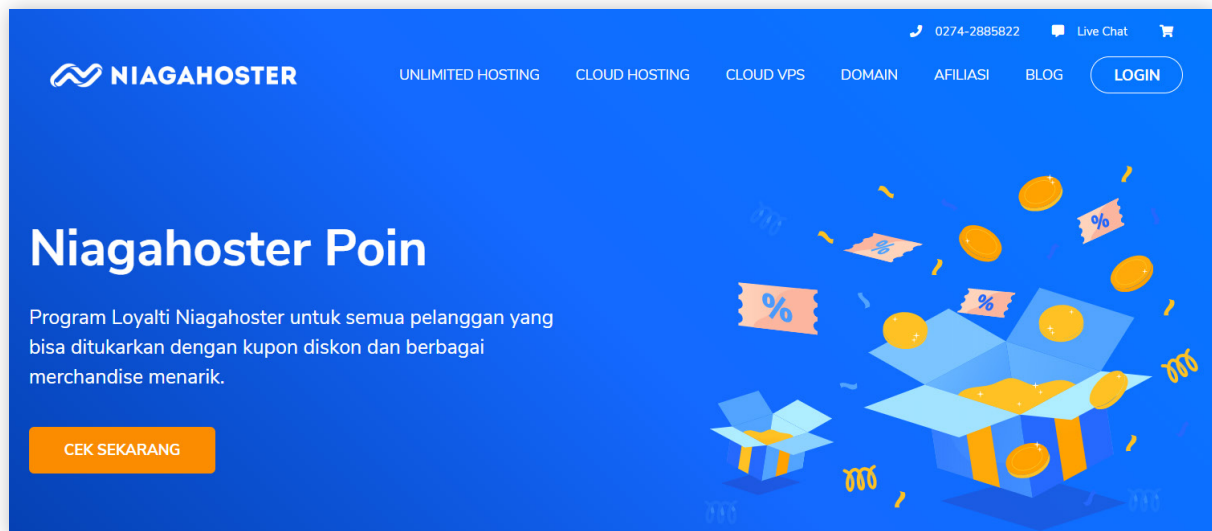 0274-2885822 Live Chat
NIAGAHOSTER UNLIMITED HOSTING CLOUD HOSTING CLOUD VPS DOMAIN AFILIASI BLOG LOGIN
Niagahoster Poin
Program Loyalti Niagahoster untuk semua pelanggan yang
bisa ditukarkan dengan kupon diskon dan berbagai
merchandise menarik.
CEK SEKARANG
%
%
%
%